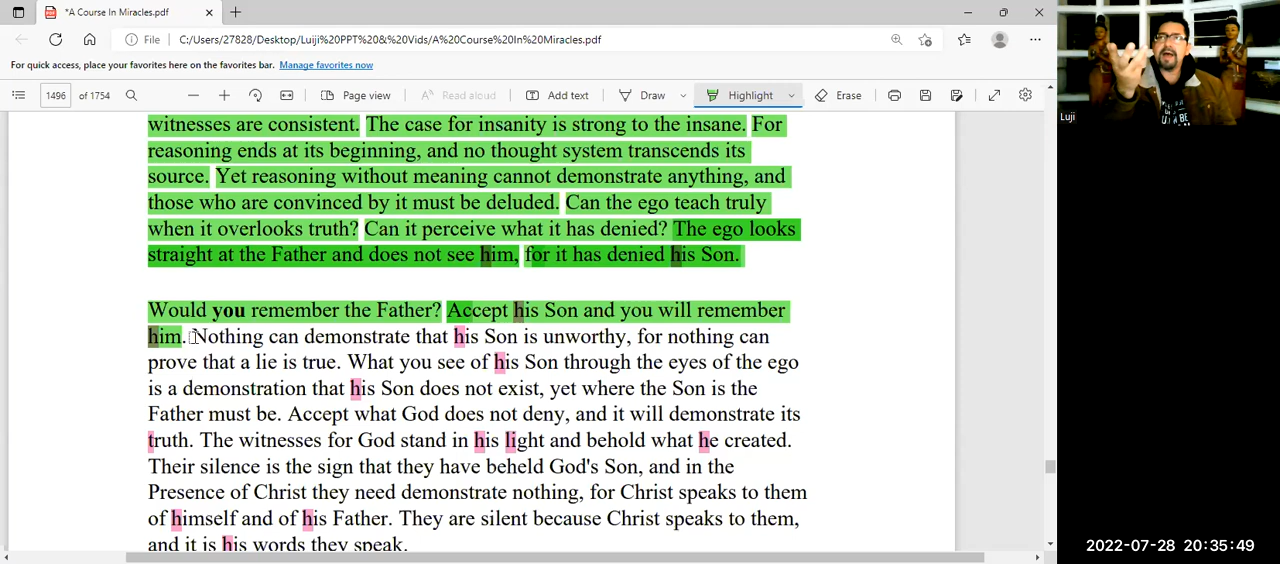 *A Course In Miracles.pdf
File C:/Users/27828/Desktop/Luiji%20PPT%20&%20Vids/A%20Course%20In%20Miracles.pdf
For quick access, place your favorites here on the favorites bar. Manage favorites now
1496 of 1754 Page view Read aloud Add text Draw Highlight Erase
witnesses are consistent. The case for insanity is strong to the insane. For
reasoning ends at its beginning, and no thought system transcends its
source. Yet reasoning without meaning cannot demonstrate anything, and
those who are convinced by it must be deluded. Can the ego teach truly
when it overlooks truth? Can it perceive what it has denied? The ego looks
straight at the Father and does not see him, for it has denied his Son.
Would you remember the Father? Accept his Son and you will remember
him. Nothing can demonstrate that his Son is unworthy, for nothing can
prove that a lie is true. What you see of his Son through the eyes of the ego
is a demonstration that his Son does not exist, yet where the Son is the
Father must be. Accept what God does not deny, and it will demonstrate its
truth. The witnesses for God stand in his light and behold what he created.
Their silence is the sign that they have beheld God's Son, and in the
Presence of Christ they need demonstrate nothing, for Christ speaks to them
of himself and of his Father. They are silent because Christ speaks to them,
and it is his words they speak.
Luji
2022-07-28 20:35:49